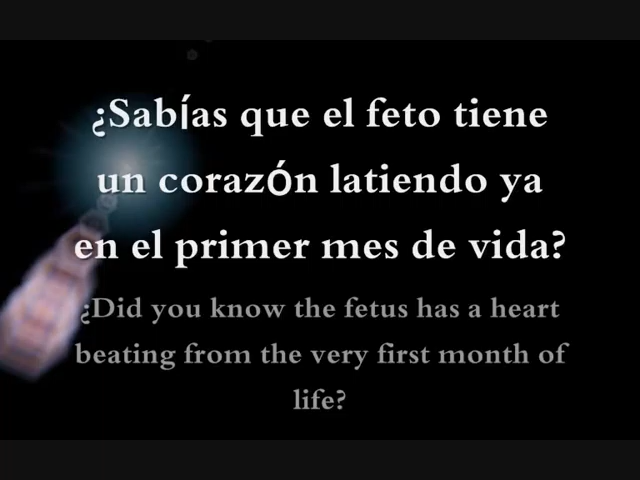 ¿Sabías que el feto tiene
un corazón latiendo ya
en el primer mes de vida?
¿Did you know the fetus has a heart
beating from the very first month of
life?